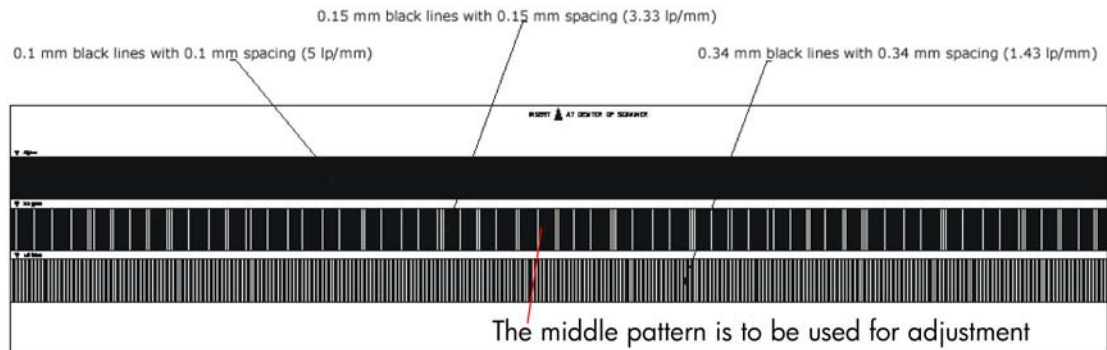 0.15 mm black lines with 0.15 mm spacing (3.33 lp/mm)
0.1 mm black lines with 0.1 mm spacing (5 lp/mm)
0.34 mm black lines with 0.34 mm spacing (1.43 lp/mm)
INSERT AT CENTER OF SCANNER
The middle pattern is to be used for adjustment